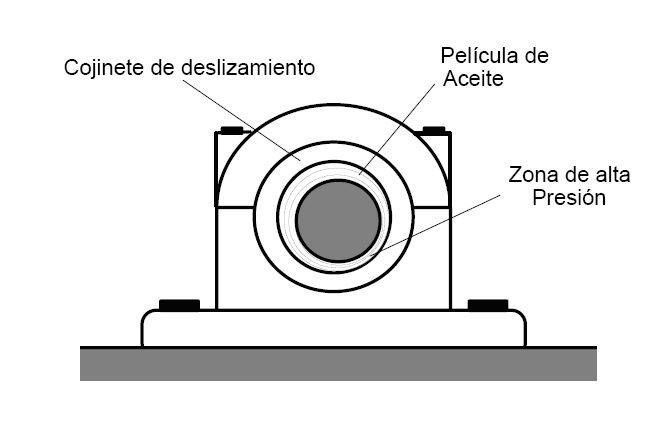 Cojinete de deslizamiento
Película de
Aceite
Zona de alta
Presión